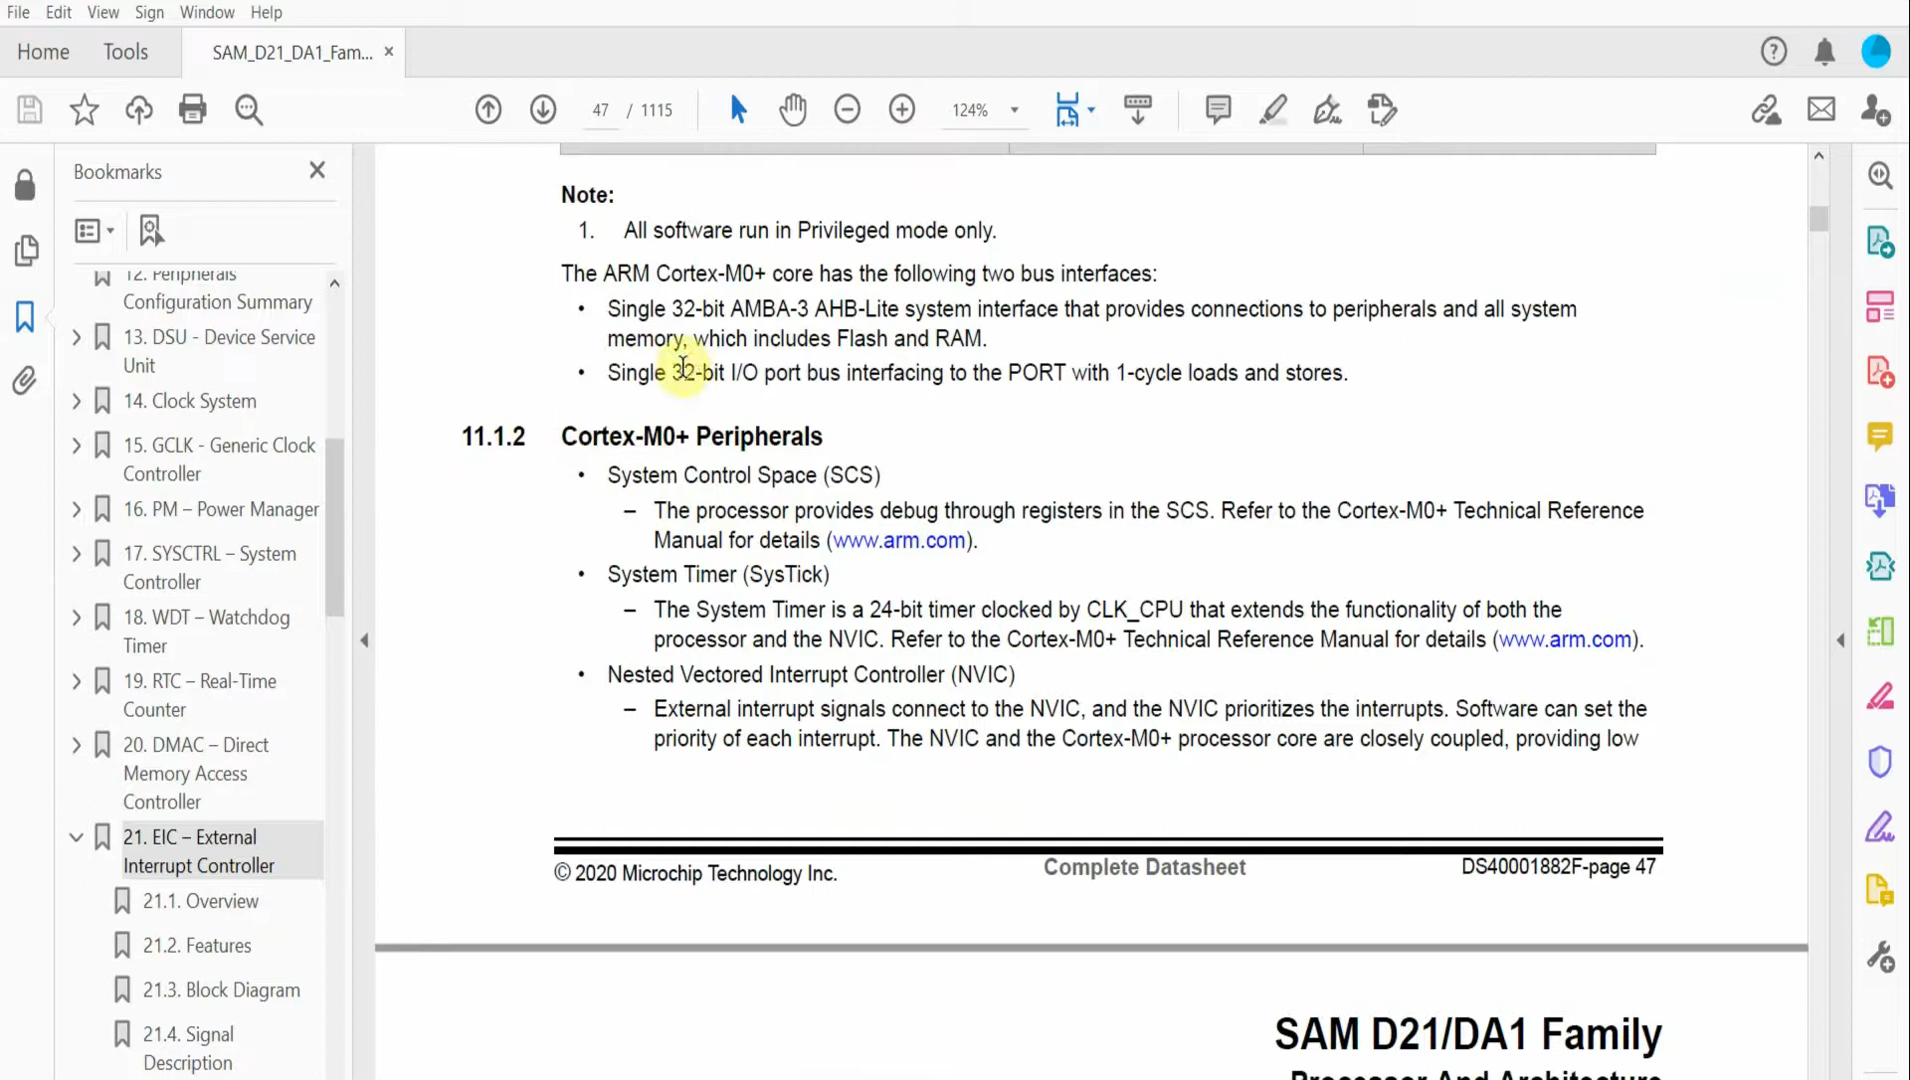 File Edit View Sign Window Help
Home Tools SAM_D21_DA1_Fam... ×
47 / 1115 124%
Bookmarks
12. Peripherals
Configuration Summary
13. DSU - Device Service
Unit
14. Clock System
15. GCLK - Generic Clock
Controller
16. PM – Power Manager
17. SYSCTRL – System
Controller
18. WDT – Watchdog
Timer
19. RTC – Real-Time
Counter
20. DMAC – Direct
Memory Access
Controller
21. EIC – External
Interrupt Controller
21.1. Overview
21.2. Features
21.3. Block Diagram
21.4. Signal
Description
Note:
1. All software run in Privileged mode only.
The ARM Cortex-M0+ core has the following two bus interfaces:
• Single 32-bit AMBA-3 AHB-Lite system interface that provides connections to peripherals and all system
memory, which includes Flash and RAM.
• Single 32-bit I/O port bus interfacing to the PORT with 1-cycle loads and stores.
11.1.2 Cortex-M0+ Peripherals
• System Control Space (SCS)
– The processor provides debug through registers in the SCS. Refer to the Cortex-M0+ Technical Reference
Manual for details (www.arm.com).
• System Timer (SysTick)
– The System Timer is a 24-bit timer clocked by CLK_CPU that extends the functionality of both the
processor and the NVIC. Refer to the Cortex-M0+ Technical Reference Manual for details (www.arm.com).
• Nested Vectored Interrupt Controller (NVIC)
– External interrupt signals connect to the NVIC, and the NVIC prioritizes the interrupts. Software can set the
priority of each interrupt. The NVIC and the Cortex-M0+ processor core are closely coupled, providing low
© 2020 Microchip Technology Inc. Complete Datasheet DS40001882F-page 47
SAM D21/DA1 Family
Processor And Architecture